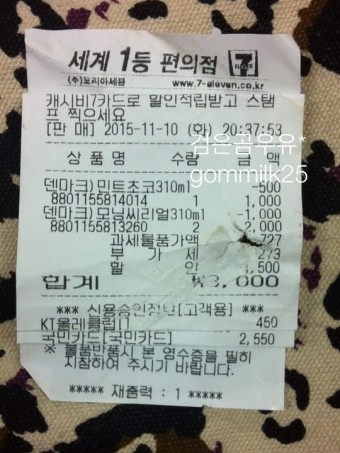 세계 1등 편의점
7 ELEVEN
(주)코리아세븐 www.7-eleven.co.kr
캐시비7카드로 할인적립받고 스탬
프 찍으세요
[판 매] 2015-11-10 (화) 20:37:53
검은곰우유*
상 품 명 수량 금 액
gommilk25
덴마크)민트초코310ml -500
8801155814014 1 1,000
덴마크)모닝씨리얼310ml -1,000
8801155813260 2 2,000
과세물품가액 727
부 가 세 273
할 인 -1,500
합계 ₩3,000
*** 신용승인정보[고객용] ***
KT올레클럽[] 450
국민카드[국민카드] 2,550
※ 물품반품시 본 영수증을 필히
지참하여 주시기 바랍니다.
***** 재출력 : 1 *****